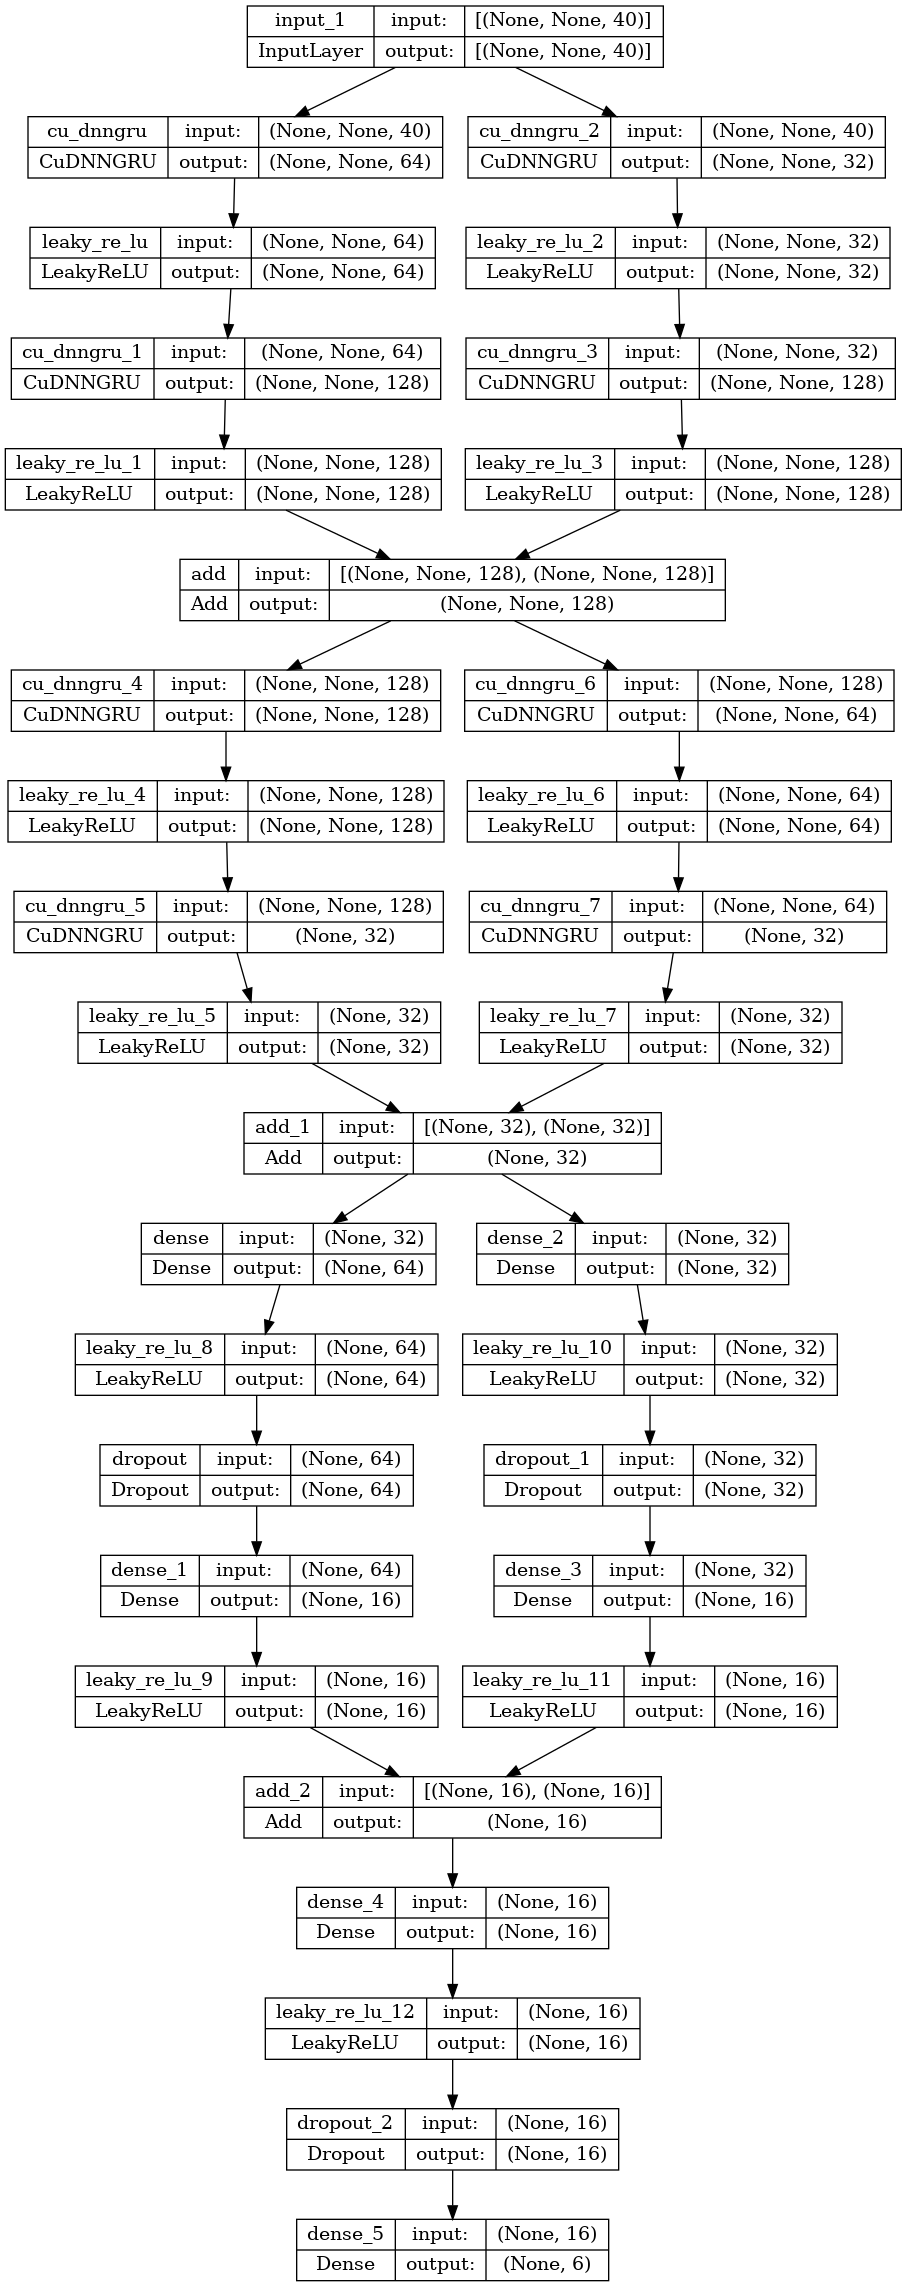 input_1 input: [(None, None, 40)]
InputLayer output: [(None, None, 40)]
cu_dnngru input: (None, None, 40)
CuDNNGRU output: (None, None, 64)
cu_dnngru_2 input: (None, None, 40)
CuDNNGRU output: (None, None, 32)
leaky_re_lu input: (None, None, 64)
LeakyReLU output: (None, None, 64)
leaky_re_lu_2 input: (None, None, 32)
LeakyReLU output: (None, None, 32)
cu_dnngru_1 input: (None, None, 64)
CuDNNGRU output: (None, None, 128)
cu_dnngru_3 input: (None, None, 32)
CuDNNGRU output: (None, None, 128)
leaky_re_lu_1 input: (None, None, 128)
LeakyReLU output: (None, None, 128)
leaky_re_lu_3 input: (None, None, 128)
LeakyReLU output: (None, None, 128)
add input: [(None, None, 128), (None, None, 128)]
Add output: (None, None, 128)
cu_dnngru_4 input: (None, None, 128)
CuDNNGRU output: (None, None, 128)
cu_dnngru_6 input: (None, None, 128)
CuDNNGRU output: (None, None, 64)
leaky_re_lu_4 input: (None, None, 128)
LeakyReLU output: (None, None, 128)
leaky_re_lu_6 input: (None, None, 64)
LeakyReLU output: (None, None, 64)
cu_dnngru_5 input: (None, None, 128)
CuDNNGRU output: (None, 32)
cu_dnngru_7 input: (None, None, 64)
CuDNNGRU output: (None, 32)
leaky_re_lu_5 input: (None, 32)
LeakyReLU output: (None, 32)
leaky_re_lu_7 input: (None, 32)
LeakyReLU output: (None, 32)
add_1 input: [(None, 32), (None, 32)]
Add output: (None, 32)
dense input: (None, 32)
Dense output: (None, 64)
dense_2 input: (None, 32)
Dense output: (None, 32)
leaky_re_lu_8 input: (None, 64)
LeakyReLU output: (None, 64)
leaky_re_lu_10 input: (None, 32)
LeakyReLU output: (None, 32)
dropout input: (None, 64)
Dropout output: (None, 64)
dropout_1 input: (None, 32)
Dropout output: (None, 32)
dense_1 input: (None, 64)
Dense output: (None, 16)
dense_3 input: (None, 32)
Dense output: (None, 16)
leaky_re_lu_9 input: (None, 16)
LeakyReLU output: (None, 16)
leaky_re_lu_11 input: (None, 16)
LeakyReLU output: (None, 16)
add_2 input: [(None, 16), (None, 16)]
Add output: (None, 16)
dense_4 input: (None, 16)
Dense output: (None, 16)
leaky_re_lu_12 input: (None, 16)
LeakyReLU output: (None, 16)
dropout_2 input: (None, 16)
Dropout output: (None, 16)
dense_5 input: (None, 16)
Dense output: (None, 6)